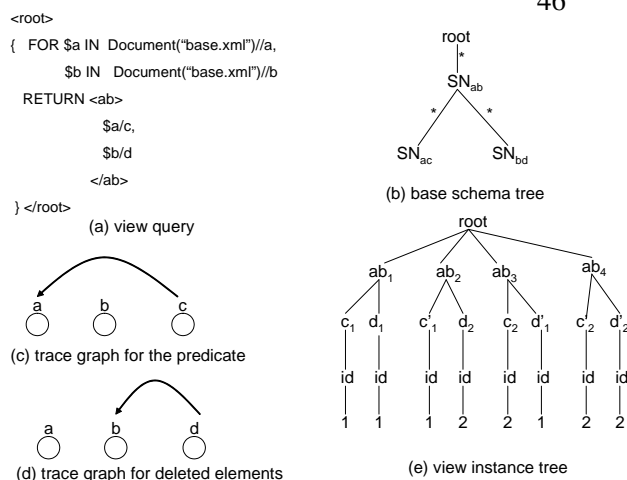 46
<root>
{ FOR $a IN Document("base.xml")//a,
$b IN Document("base.xml")//b
RETURN <ab>
$a/c,
$b/d
</ab>
} </root>
(a) view query
root
*
SNab
* *
SNac SNbd
(b) base schema tree
a b c
(c) trace graph for the predicate
a b d
(d) trace graph for deleted elements
root
ab1 ab2 ab3 ab4
c1 d1 c'1 d2 c2 d'1 c'2 d'2
id id id id id id id id
1 1 1 2 2 1 2 2
(e) view instance tree